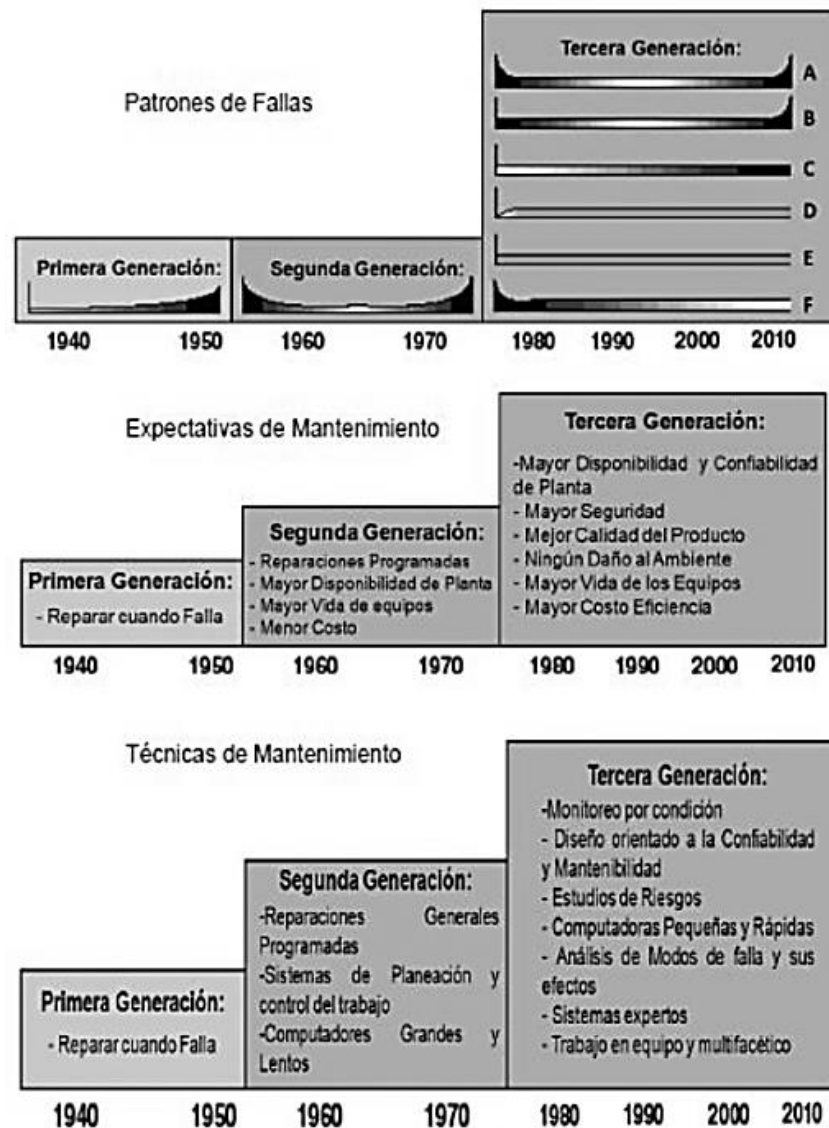 Patrones de Fallas
Primera Generación:
Segunda Generación:
Tercera Generación:
A
B
C
D
E
F
1940 1950 1960 1970 1980 1990 2000 2010
Expectativas de Mantenimiento
Primera Generación:
- Reparar cuando Falla
Segunda Generación:
- Reparaciones Programadas
- Mayor Disponibilidad de Planta
- Mayor Vida de equipos
- Menor Costo
Tercera Generación:
-Mayor Disponibilidad y Confiabilidad
de Planta
- Mayor Seguridad
- Mejor Calidad del Producto
- Ningún Daño al Ambiente
- Mayor Vida de los Equipos
- Mayor Costo Eficiencia
1940 1950 1960 1970 1980 1990 2000 2010
Técnicas de Mantenimiento
Primera Generación:
- Reparar cuando Falla
Segunda Generación:
-Reparaciones Generales
Programadas
-Sistemas de Planeación y
control del trabajo
-Computadores Grandes y
Lentos
Tercera Generación:
-Monitoreo por condición
- Diseño orientado a la Confiabilidad
y Mantenibilidad
- Estudios de Riesgos
- Computadoras Pequeñas y Rápidas
- Análisis de Modos de falla y sus
efectos
- Sistemas expertos
- Trabajo en equipo y multifacético
1940 1950 1960 1970 1980 1990 2000 2010